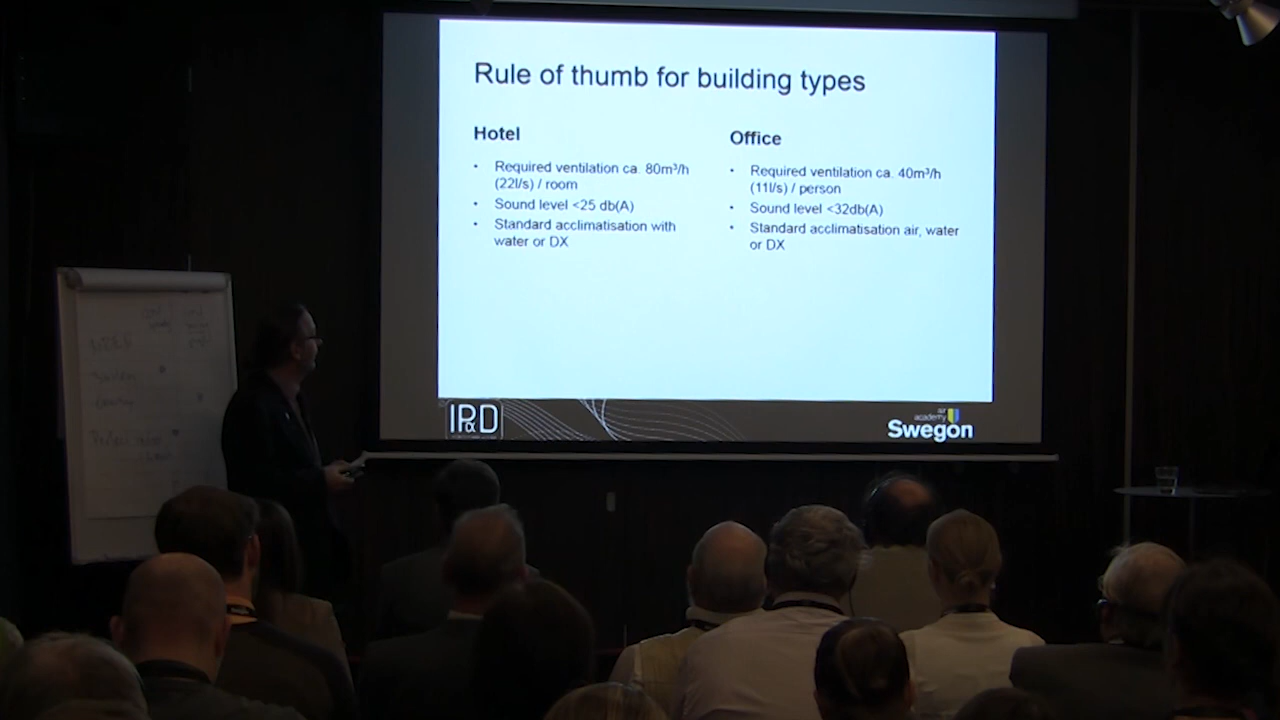 Rule of thumb for building types
Hotel
• Required ventilation ca. 80m³/h
(22l/s) / room
• Sound level <25 db(A)
• Standard acclimatisation with
water or DX
Office
• Required ventilation ca. 40m³/h
(11l/s) / person
• Sound level <32db(A)
• Standard acclimatisation air, water
or DX
IR&D
air
academy
Swegon